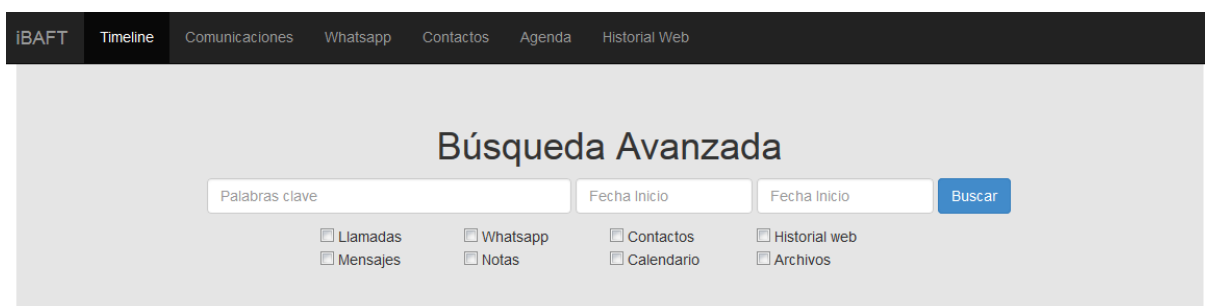 iBAFT Timeline Comunicaciones Whatsapp Contactos Agenda Historial Web
Búsqueda Avanzada
Palabras clave Fecha Inicio Fecha Inicio Buscar
Llamadas Whatsapp Contactos Historial web
Mensajes Notas Calendario Archivos